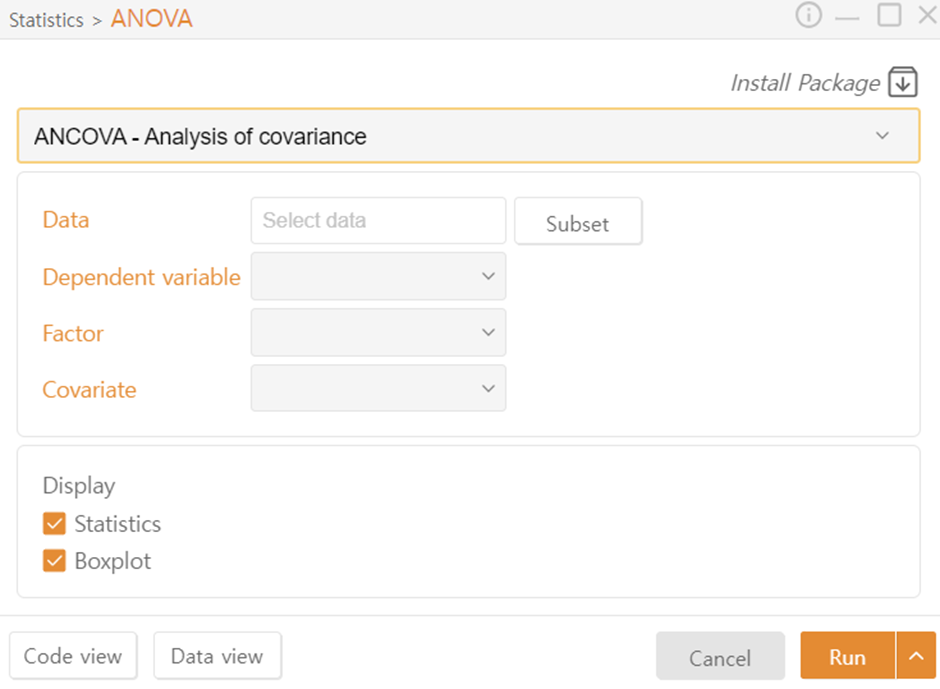 Statistics > ANOVA
Install Package
ANCOVA - Analysis of covariance
Data Select data Subset
Dependent variable
Factor
Covariate
Display
Statistics
Boxplot
Code view Data view Cancel Run